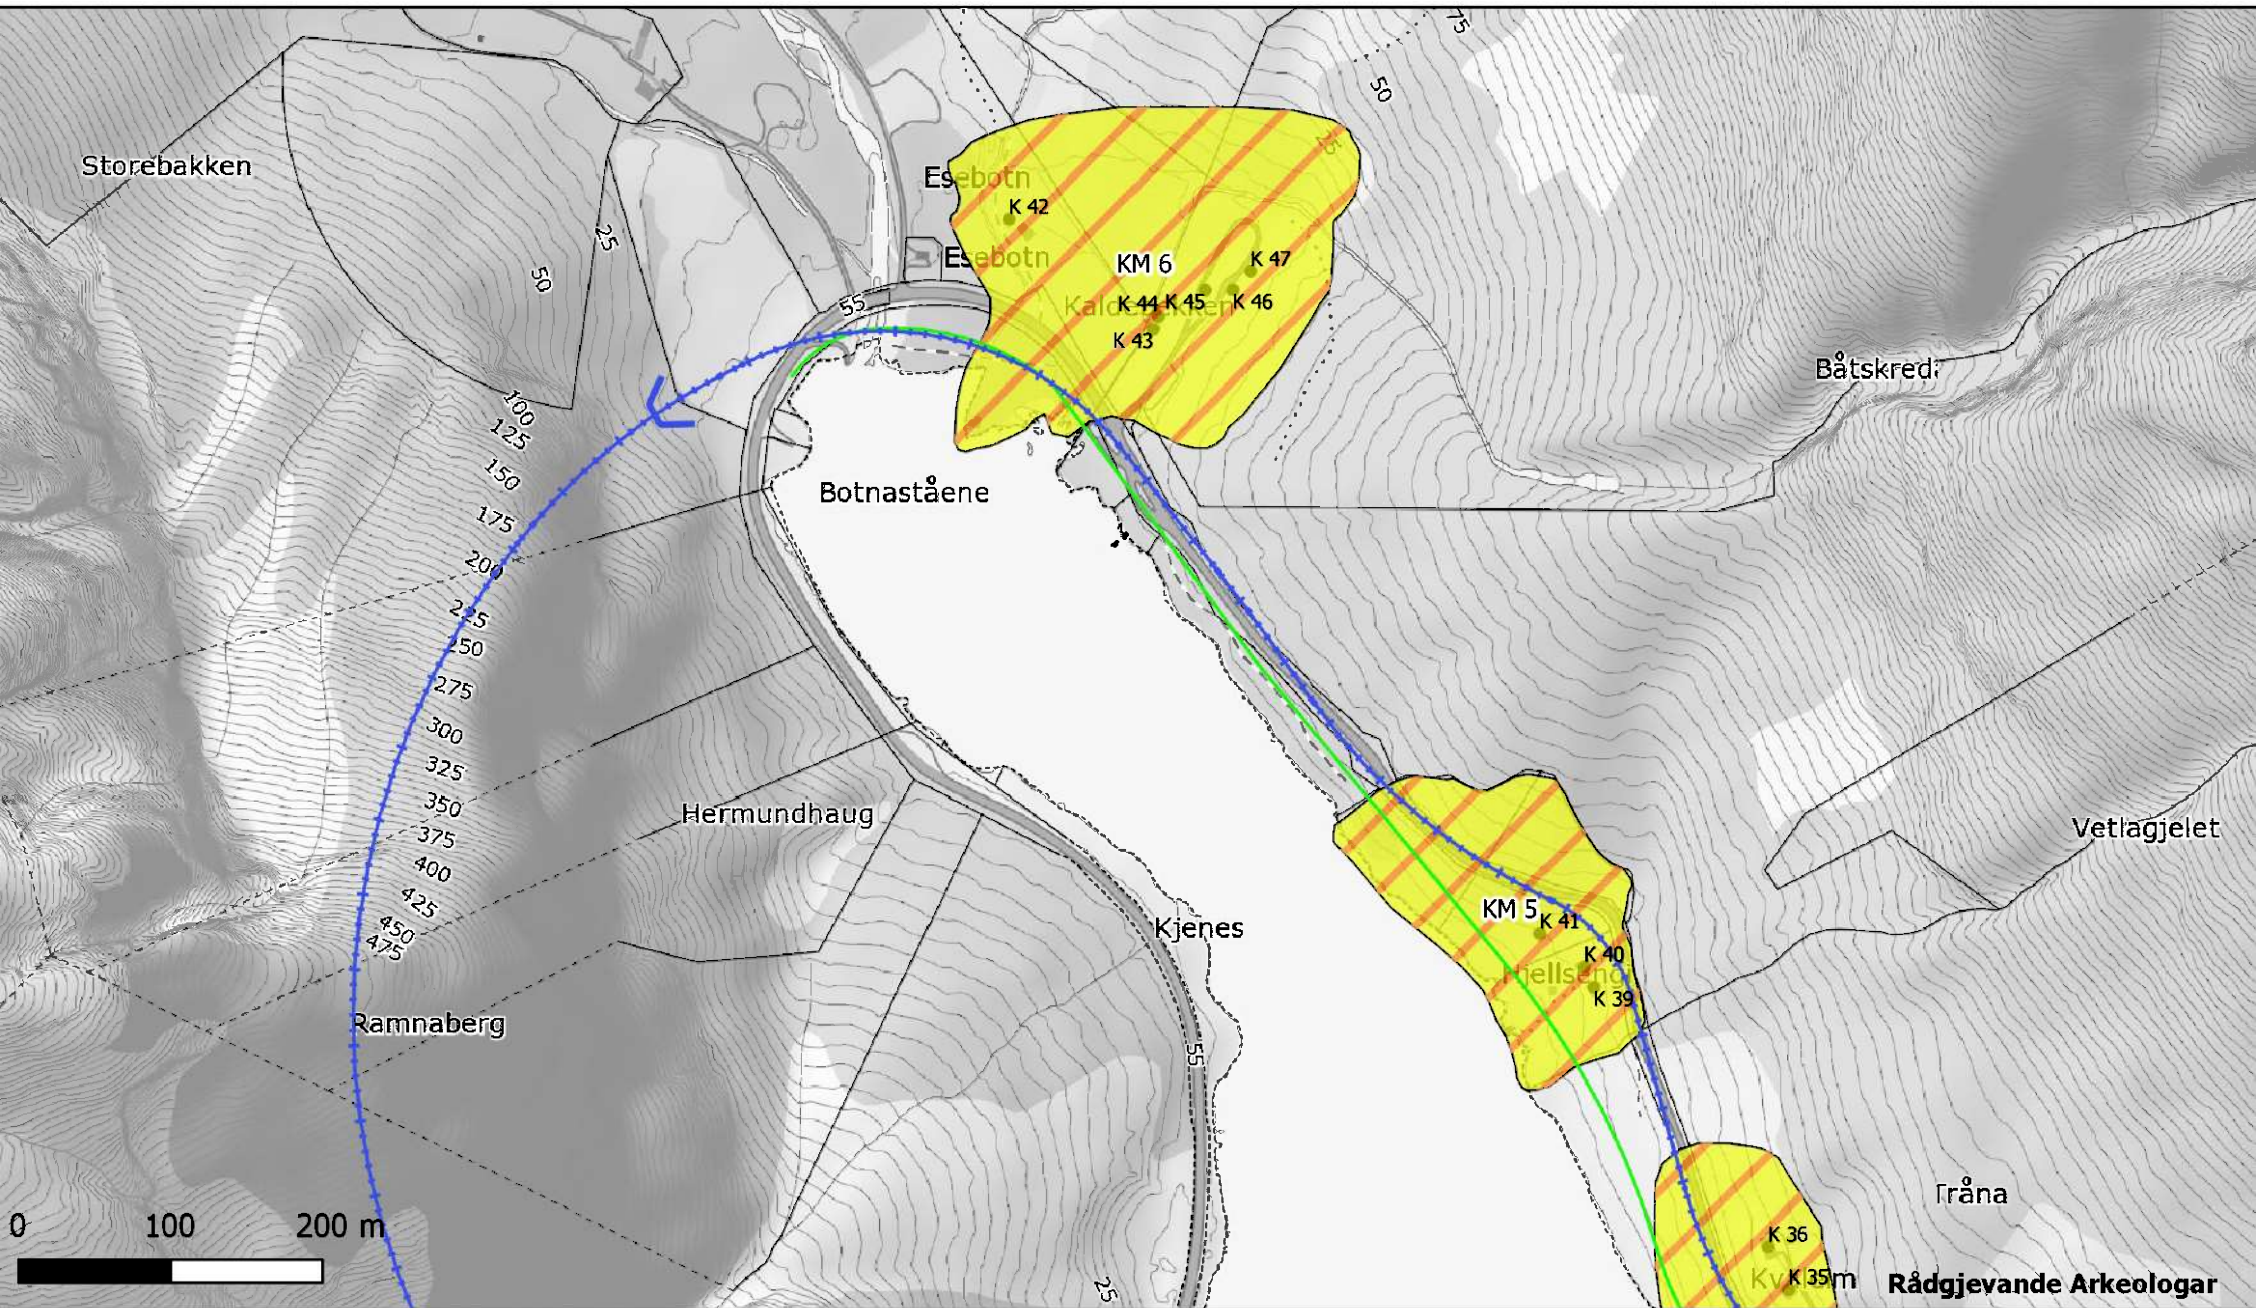 75
50
25
Storebakken
Esebotn
K 42
25
50
Esebotn
KM 6
K 47
55
K 44 K 45 K 46
K 43
Båtskred
100
125
150
175
200
225
250
275
300
325
350
375
400
425
450
475
Botnaståene
Hermundhaug
Vetlagjelet
Kjenes
KM 5
K 41
K 40
K 39
Ramnaberg
55
Tråna
K 36
K 35
25
0 100 200 m
Rådgjevande Arkeologar